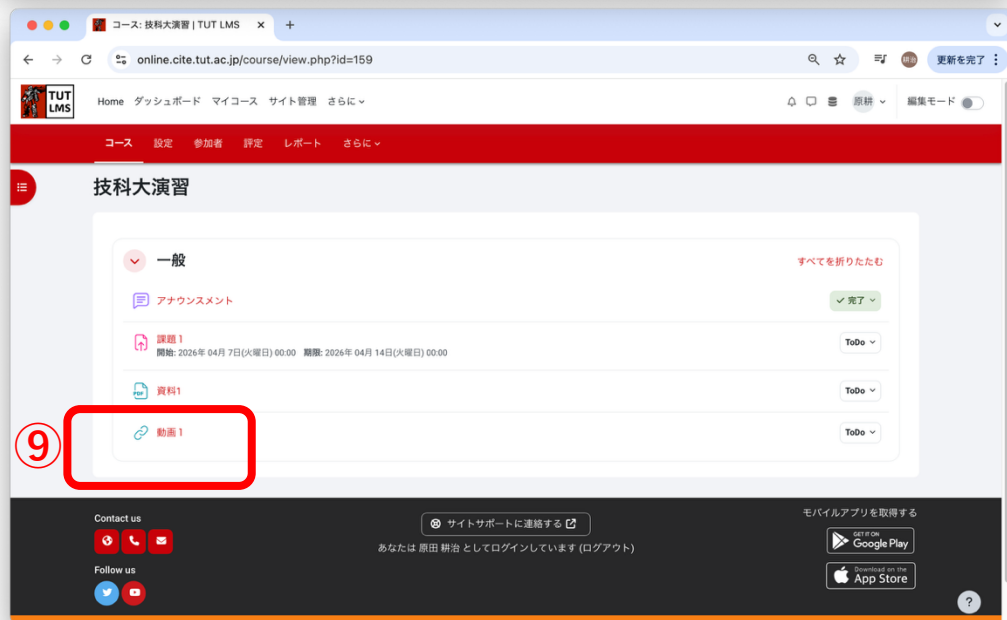 コース: 技科大演習 | TUT LMS
online.cite.tut.ac.jp/course/view.php?id=159
更新を完了
TUT LMS
Home ダッシュボード マイコース サイト管理 さらに
原耕
編集モード
コース 設定 参加者 評定 レポート さらに
技科大演習
一般
すべてを折りたたむ
アナウンスメント
完了
課題 1
開始: 2026年 04月 7日(火曜日) 00:00 期限: 2026年 04月 14日(火曜日) 00:00
ToDo
PDF
資料1
ToDo
⑨
動画 1
ToDo
Contact us
サイトサポートに連絡する
モバイルアプリを取得する
あなたは 原田 耕治 としてログインしています (ログアウト)
GET IT ON
Google Play
Follow us
Download on the
App Store
?